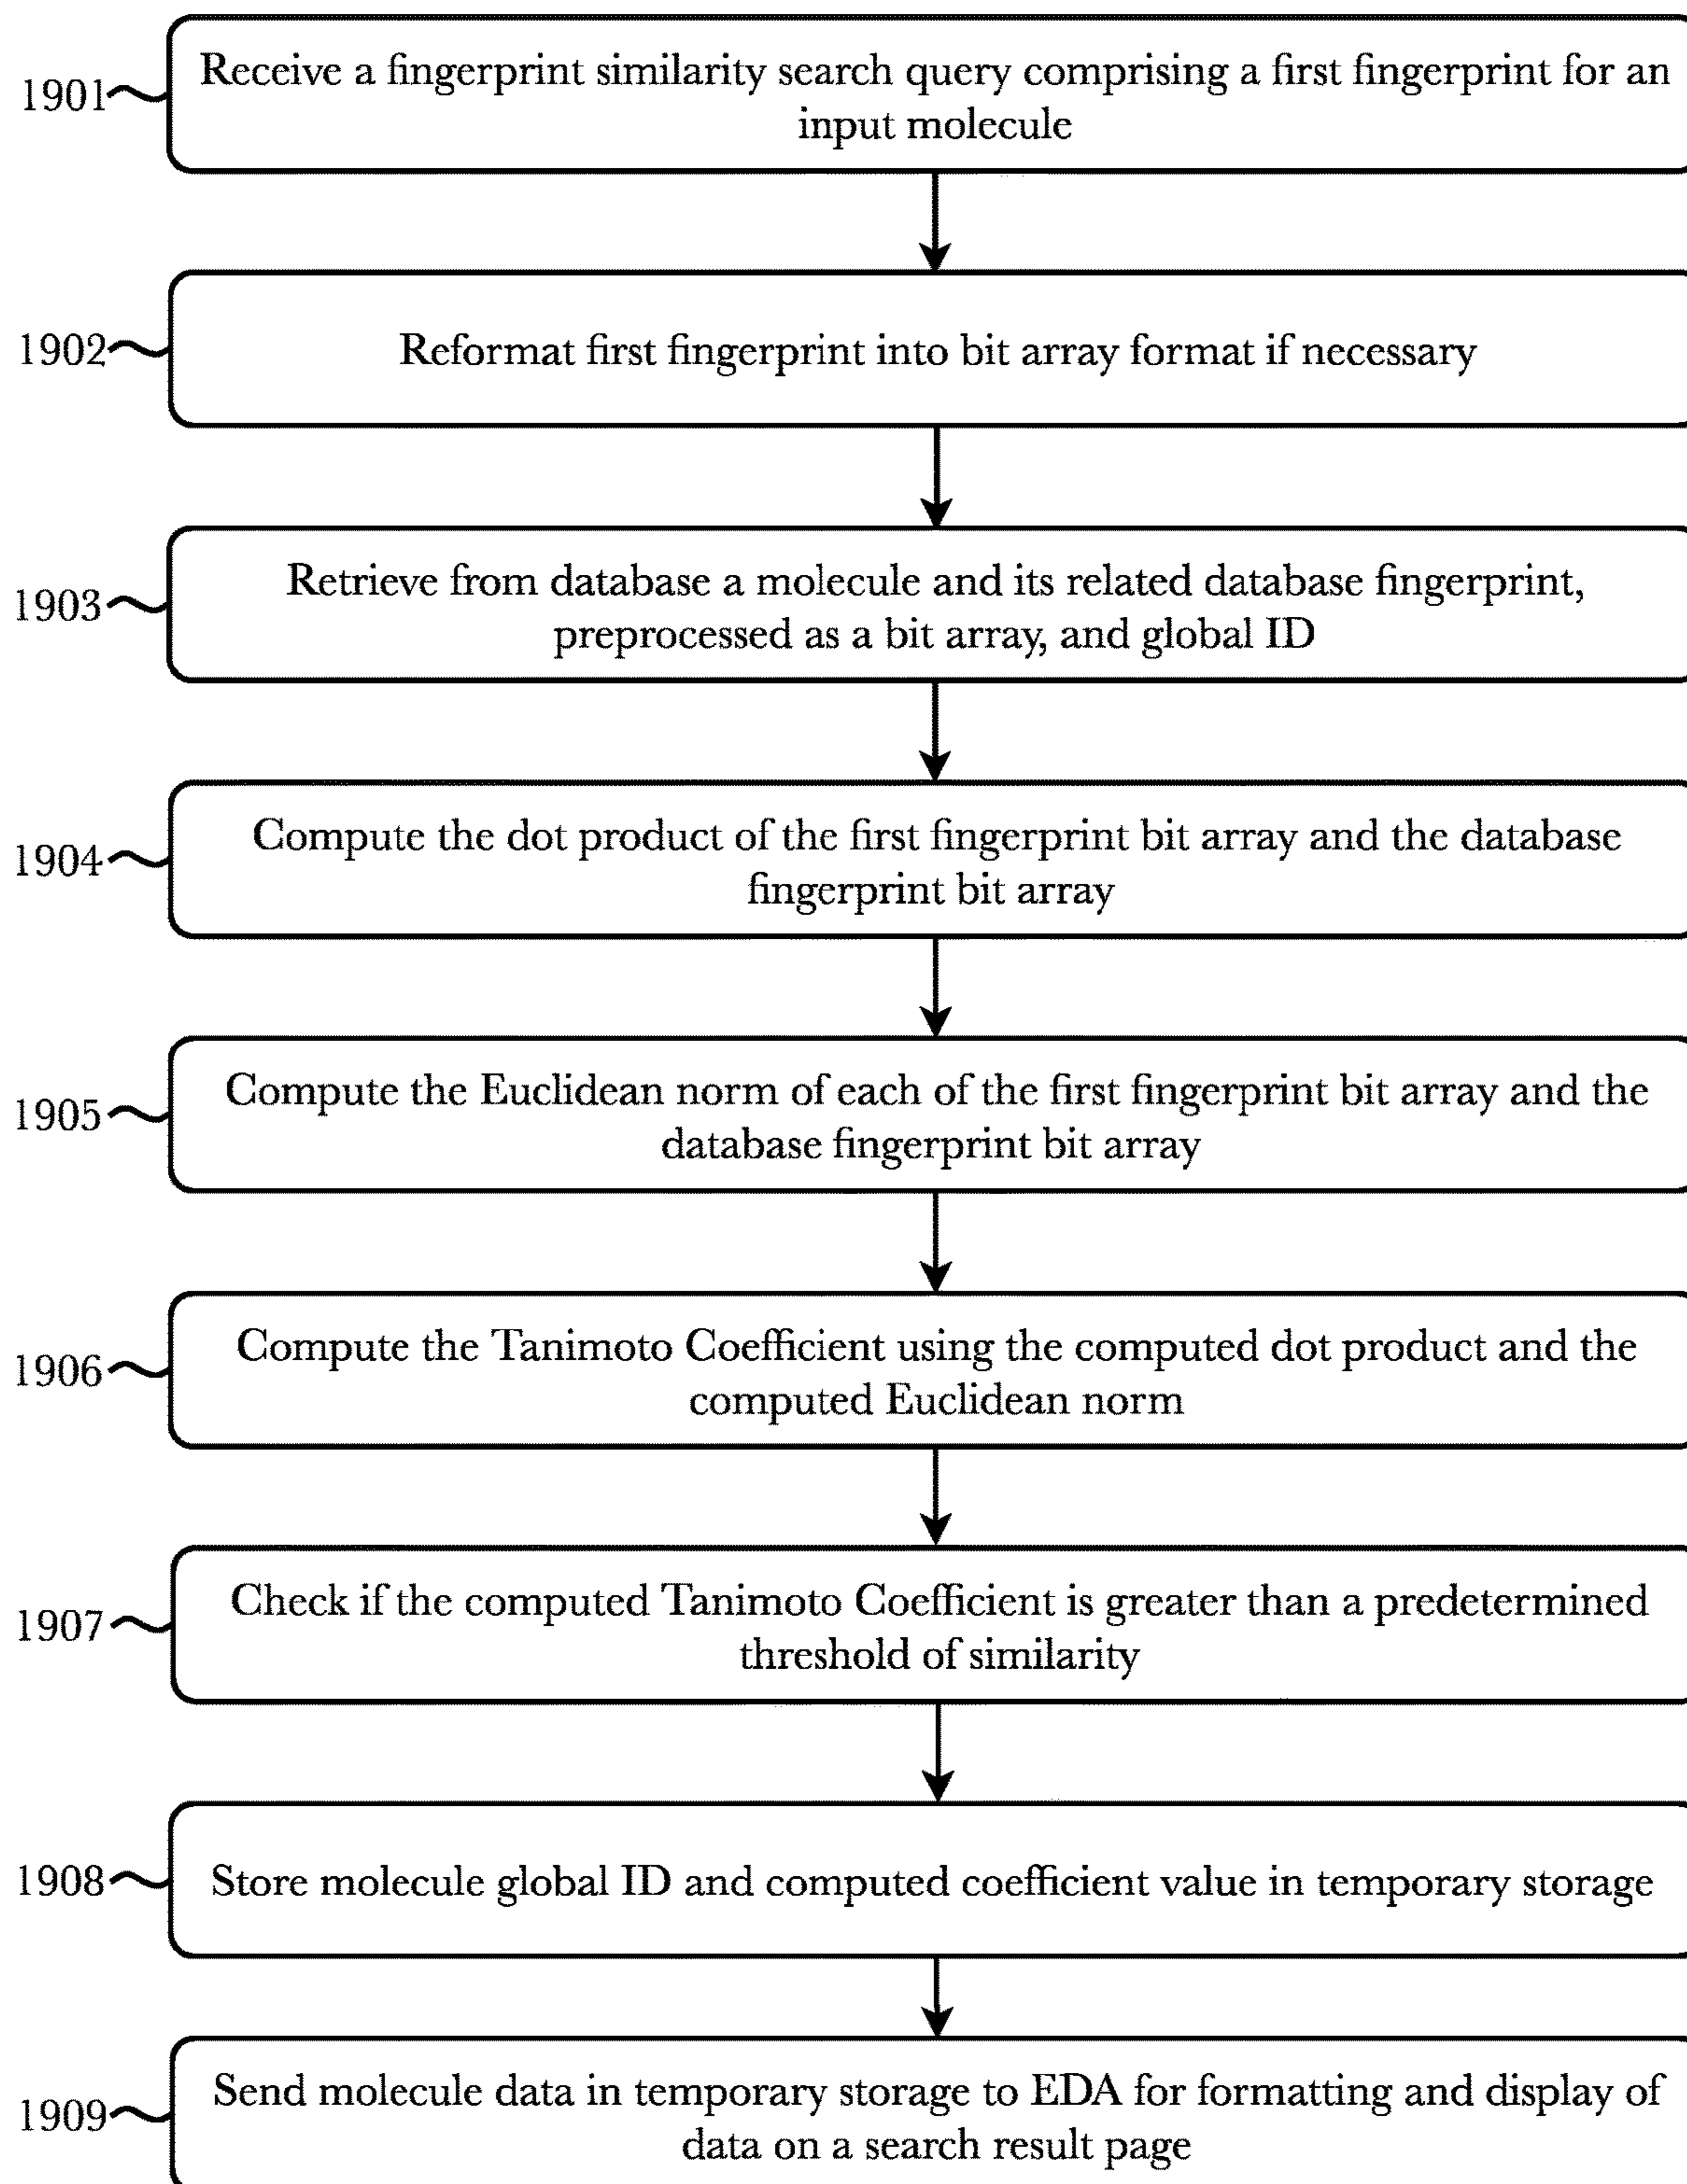 1901
Receive a fingerprint similarity search query comprising a first fingerprint for an
input molecule
1902
Reformat first fingerprint into bit array format if necessary
1903
Retrieve from database a molecule and its related database fingerprint,
preprocessed as a bit array, and global ID
1904
Compute the dot product of the first fingerprint bit array and the database
fingerprint bit array
1905
Compute the Euclidean norm of each of the first fingerprint bit array and the
database fingerprint bit array
1906
Compute the Tanimoto Coefficient using the computed dot product and the
computed Euclidean norm
1907
Check if the computed Tanimoto Coefficient is greater than a predetermined
threshold of similarity
1908
Store molecule global ID and computed coefficient value in temporary storage
1909
Send molecule data in temporary storage to EDA for formatting and display of
data on a search result page